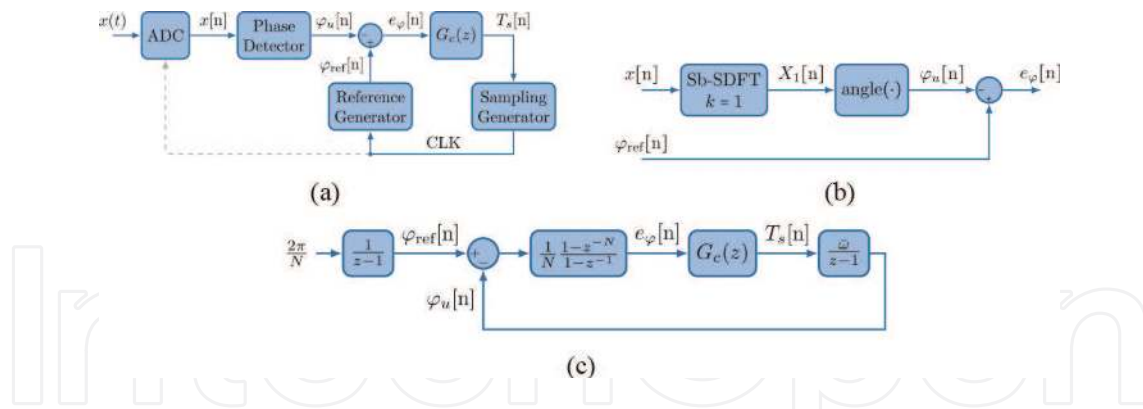 x(t)
ADC
x[n]
Phase
Detector
φu[n]
- +
eφ[n]
Gc(z)
Ts[n]
φref[n]
Reference
Generator
Sampling
Generator
CLK
(a)
x[n]
Sb-SDFT
k = 1
X1[n]
angle(·)
φu[n]
- +
eφ[n]
φref[n]
(b)
2π/N
1/(z−1)
φref[n]
+ −
1/N (1−z^−N)/(1−z^−1)
eφ[n]
Gc(z)
Ts[n]
ω̄/(z−1)
φu[n]
(c)
IntechOpen